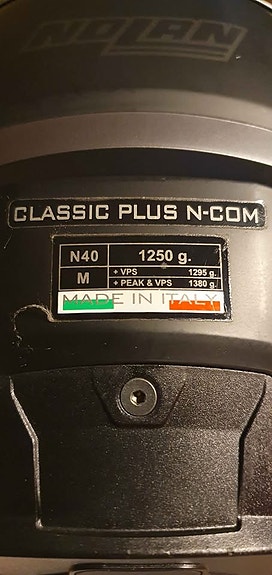 NOLAN
CLASSIC PLUS N-COM
N40 1250 g.
M + VPS 1295 g.
+ PEAK & VPS 1380 g.
MADE IN ITALY